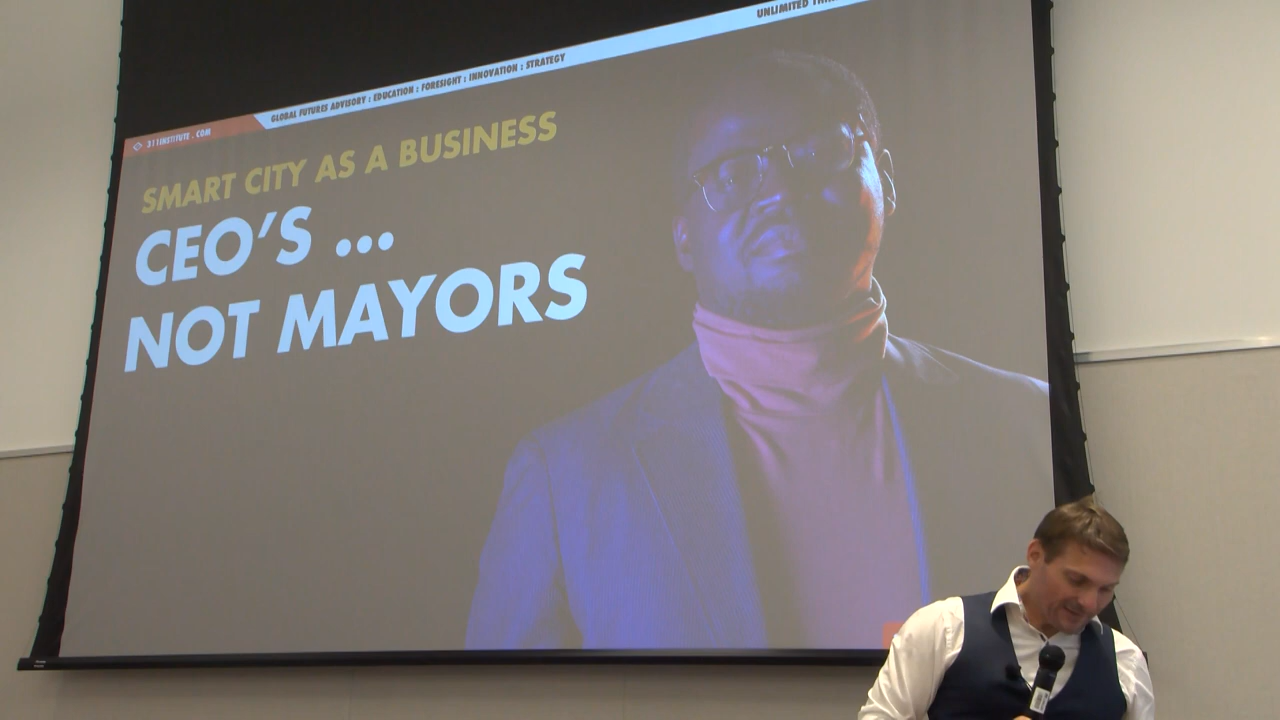 UNLIMITED
311INSTITUTE . COM
GLOBAL FUTURES ADVISORY : EDUCATION : FORESIGHT : INNOVATION : STRATEGY
SMART CITY AS A BUSINESS
CEO'S ...
NOT MAYORS